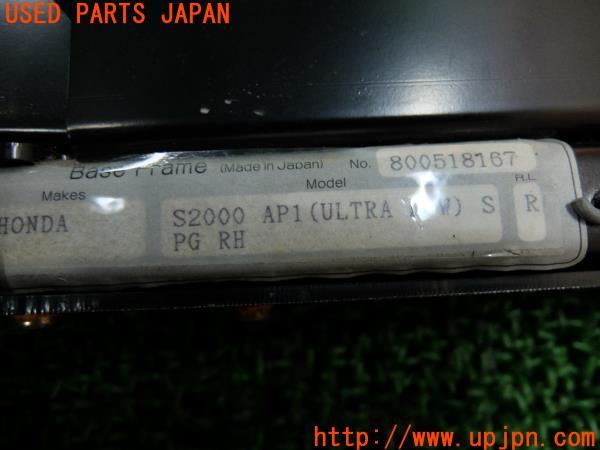 USED PARTS JAPAN
Base Frame (Made in Japan) No. 800518167
Makes Model R.L
HONDA S2000 AP1(ULTRA S R
PG RH
http://www.upjpn.com/